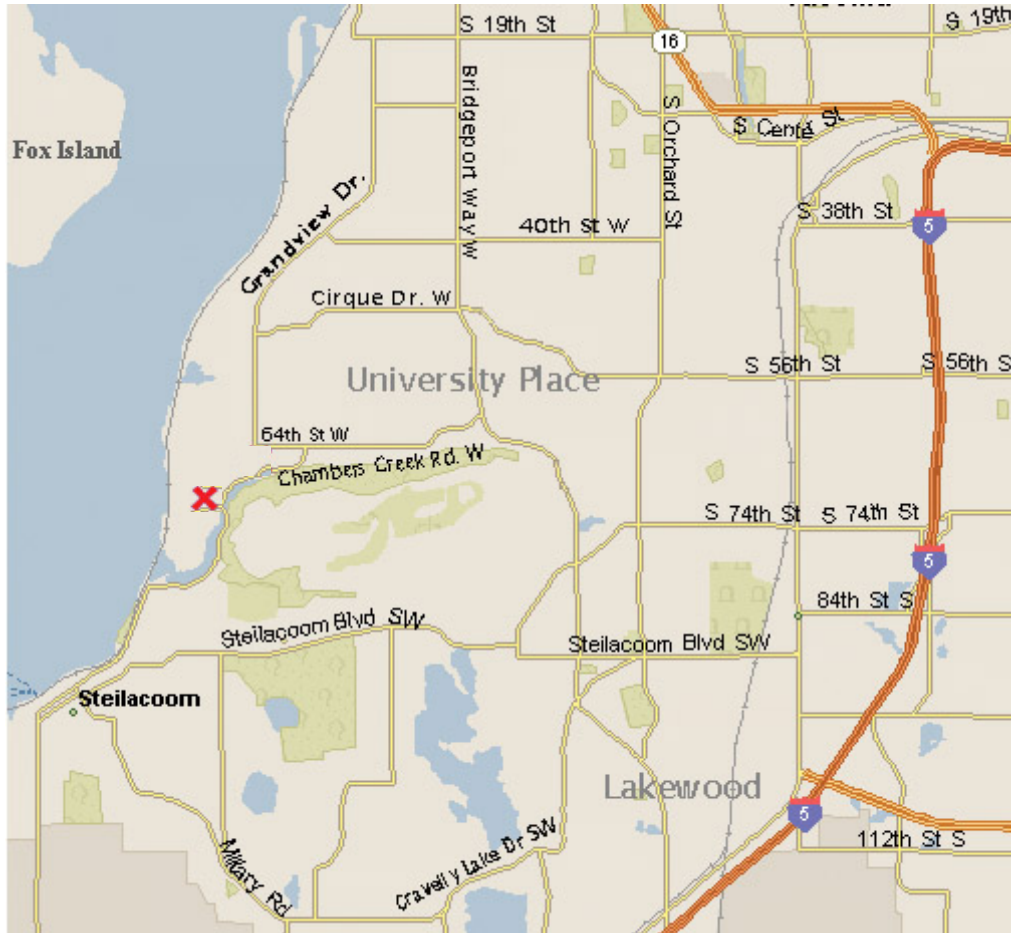 S 19th St
S 19th
16
Bridgeport Way W
S Orchard St
S Center St
Fox Island
Grandview Dr.
S 38th St
40th St W
5
Cirque Dr. W
S 56th St
S 56th S
University Place
64th St W
Chambers Creek Rd. W
S 74th St
S 74th St
5
84th St S
Steilacoom Blvd SW
Steilacoom Blvd SW
Steilacoom
Lakewood
5
112th St S
Gravelly Lake Dr SW
Military Rd